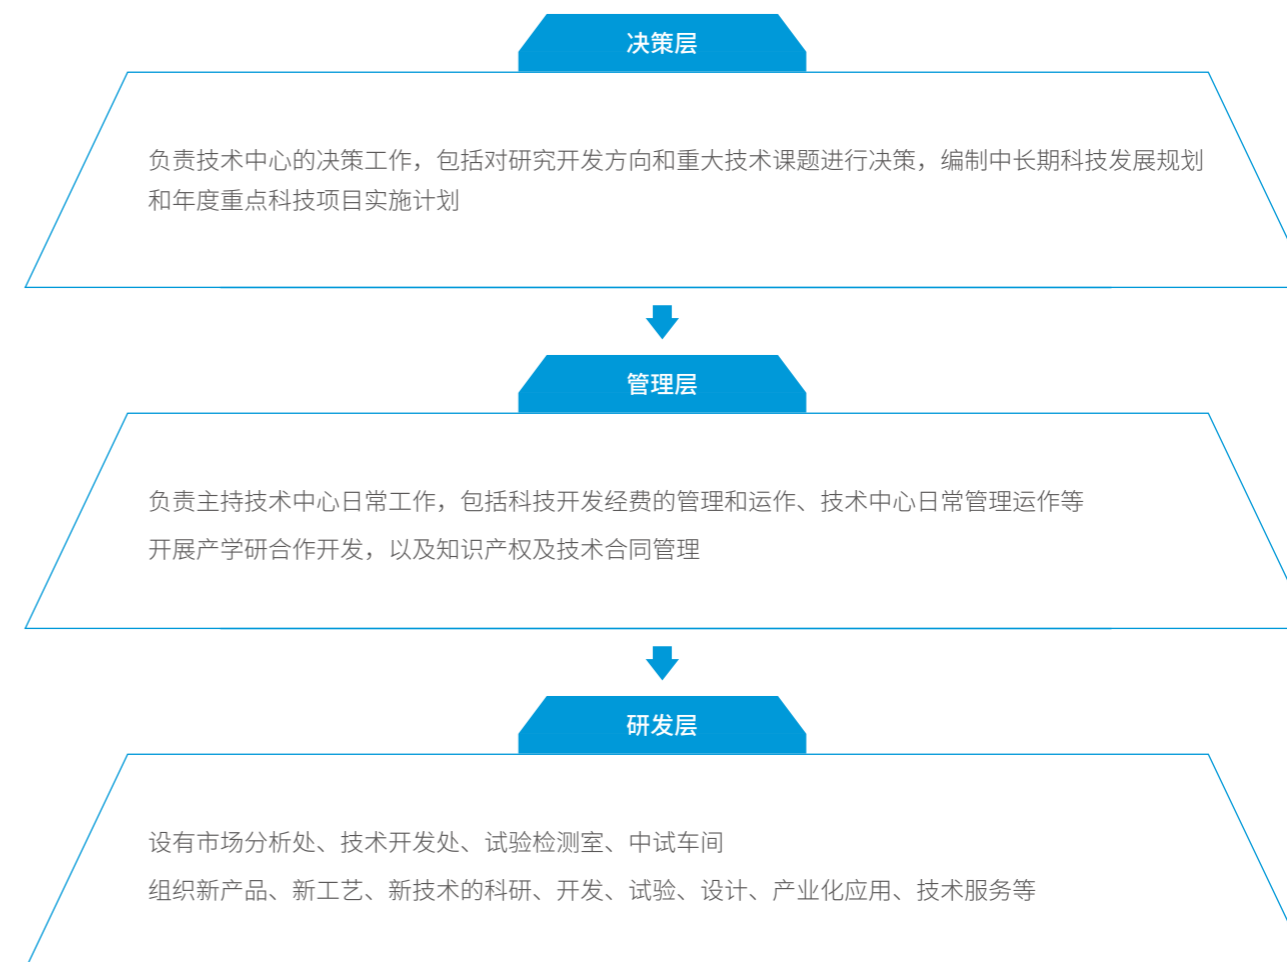 决策层
负责技术中心的决策工作，包括对研究开发方向和重大技术课题进行决策，编制中长期科技发展规划
和年度重点科技项目实施计划
管理层
负责主持技术中心日常工作，包括科技开发经费的管理和运作、技术中心日常管理运作等
开展产学研合作开发，以及知识产权及技术合同管理
研发层
设有市场分析处、技术开发处、试验检测室、中试车间
组织新产品、新工艺、新技术的科研、开发、试验、设计、产业化应用、技术服务等